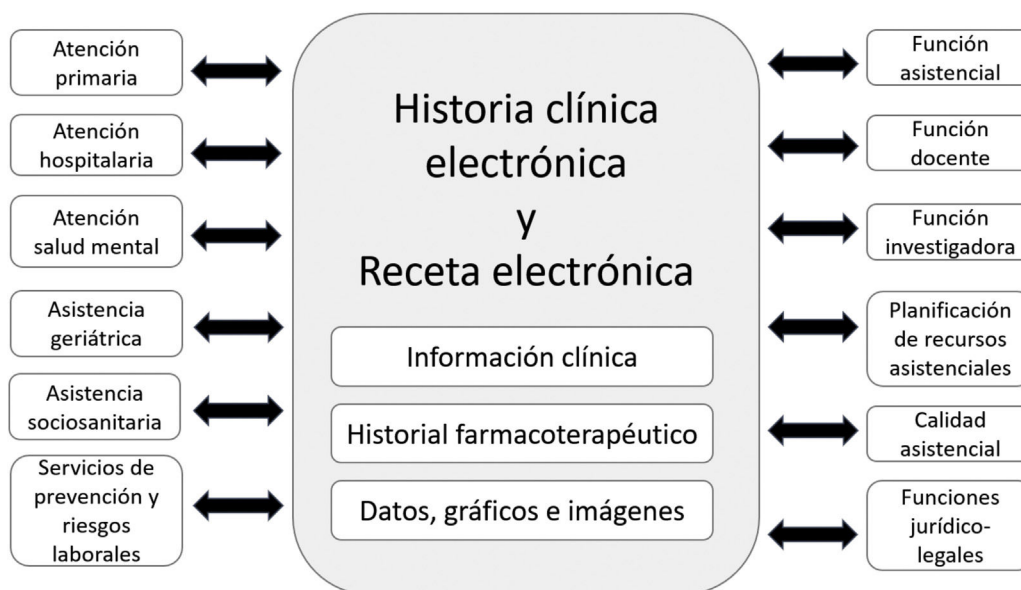 Atención
primaria
Atención
hospitalaria
Atención
salud mental
Asistencia
geriátrica
Asistencia
sociosanitaria
Servicios de
prevención y
riesgos
laborales
Historia clínica
electrónica
y
Receta electrónica
Información clínica
Historial farmacoterapéutico
Datos, gráficos e imágenes
Función
asistencial
Función
docente
Función
investigadora
Planificación
de recursos
asistenciales
Calidad
asistencial
Funciones
jurídico-
legales